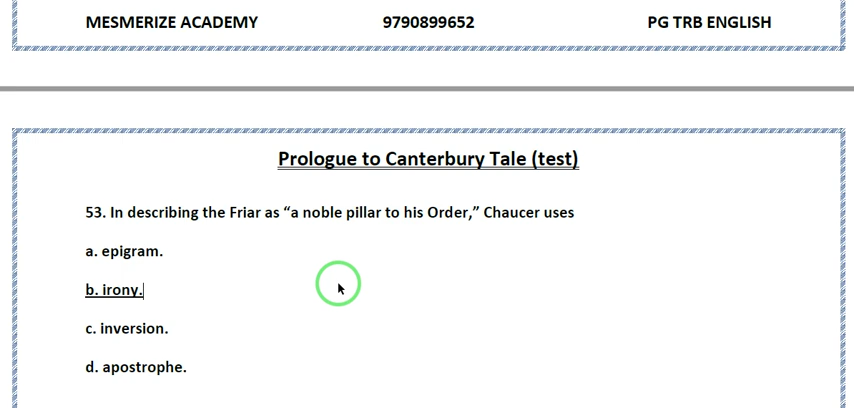 MESMERIZE ACADEMY 9790899652 PG TRB ENGLISH
Prologue to Canterbury Tale (test)
53. In describing the Friar as “a noble pillar to his Order,” Chaucer uses
a. epigram.
b. irony.
c. inversion.
d. apostrophe.